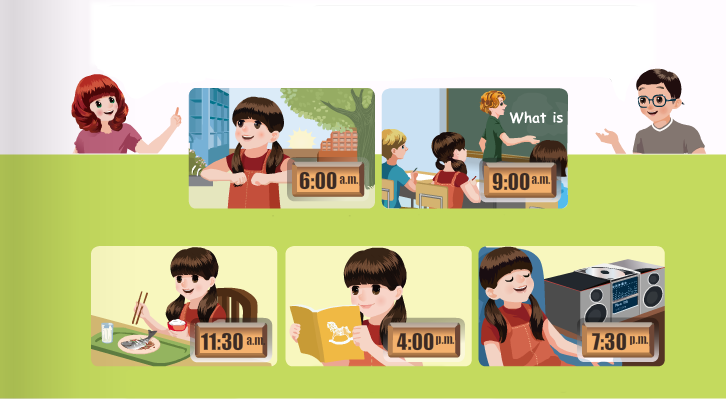 6:00 a.m.
What is
9:00 a.m.
11:30 a.m
4:00 p.m.
7:30 p.m.